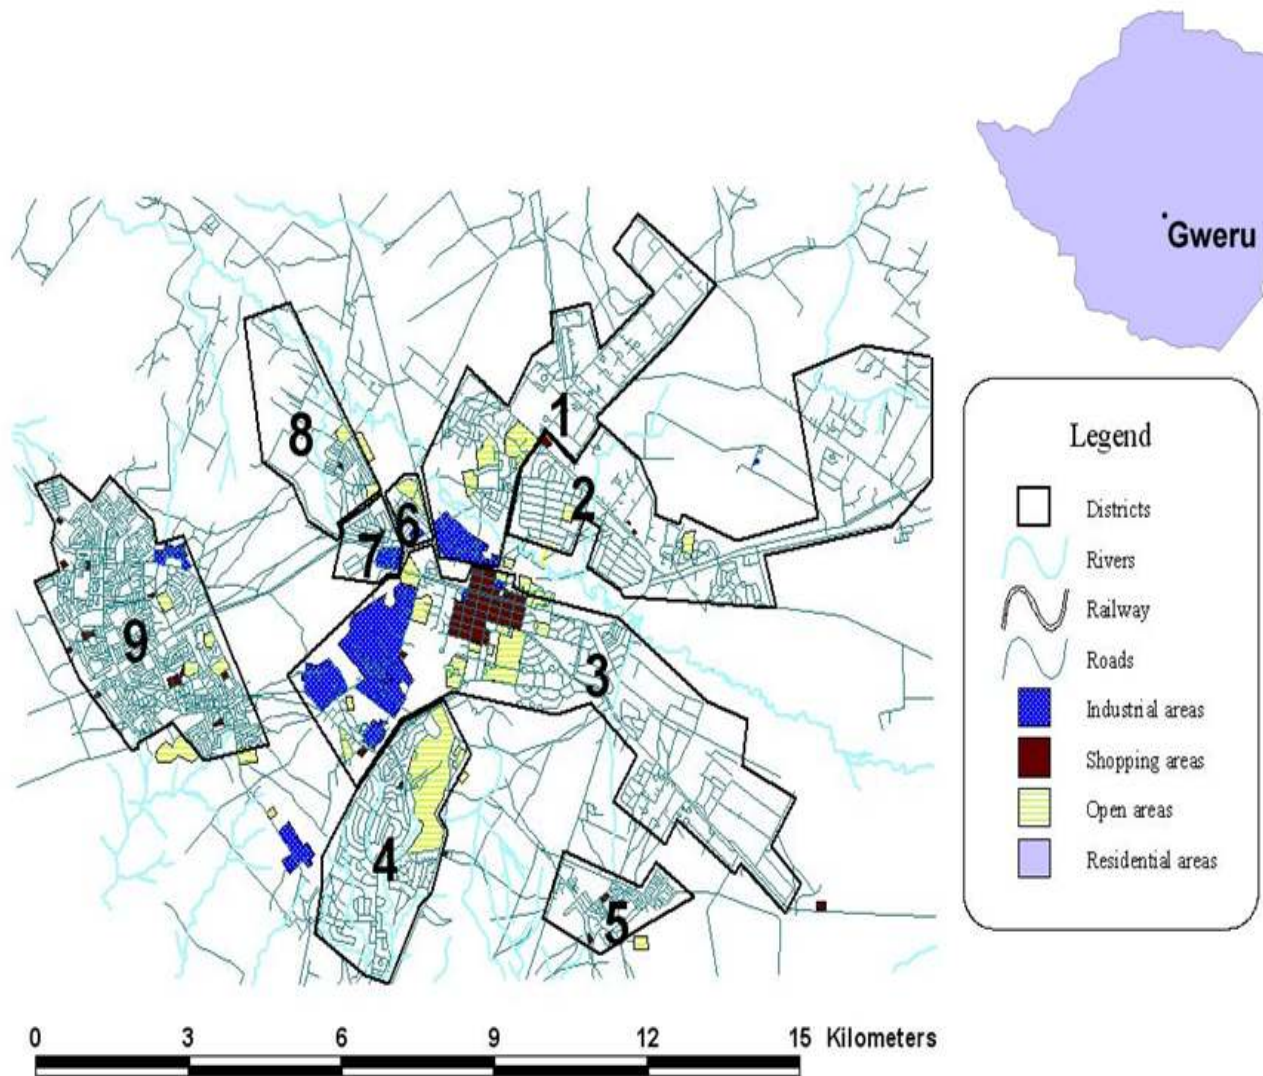 Gweru
1
8
2
6
7
9
3
4
5
Legend
Districts
Rivers
Railway
Roads
Industrial areas
Shopping areas
Open areas
Residential areas
0 3 6 9 12 15 Kilometers